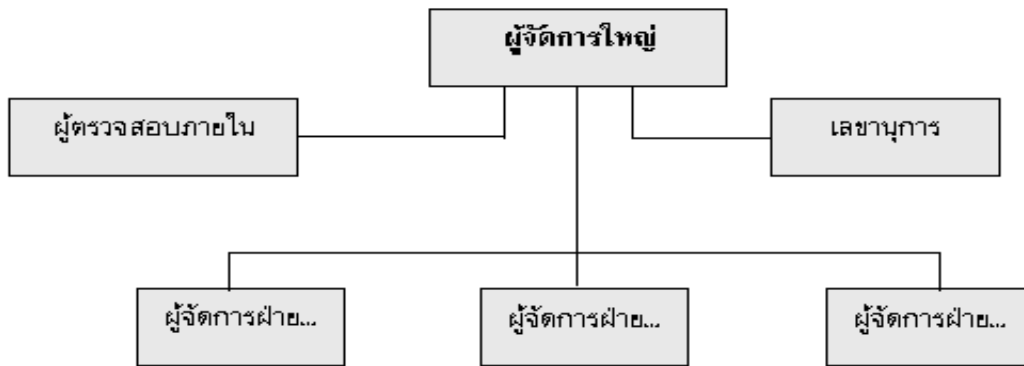 ผู้จัดการใหญ่
ผู้ตรวจสอบภายใน
เลขานุการ
ผู้จัดการฝ่าย...
ผู้จัดการฝ่าย...
ผู้จัดการฝ่าย...